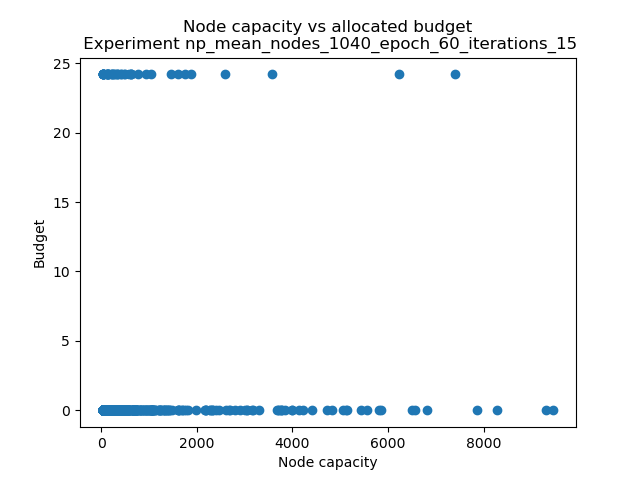 Node capacity vs allocated budget
Experiment np_mean_nodes_1040_epoch_60_iterations_15
25
20
15
10
5
0
Budget
0 2000 4000 6000 8000
Node capacity